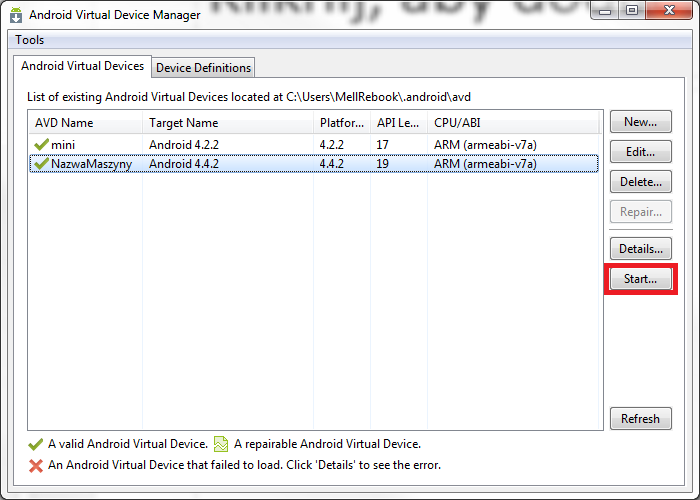 Kliknij, aby do
Android Virtual Device Manager
Tools
Android Virtual Devices Device Definitions
List of existing Android Virtual Devices located at C:\Users\MellRebook\.android\avd
AVD Name Target Name Platfor... API Le... CPU/ABI
mini Android 4.2.2 4.2.2 17 ARM (armeabi-v7a)
NazwaMaszyny Android 4.4.2 4.4.2 19 ARM (armeabi-v7a)
New...
Edit...
Delete...
Repair...
Details...
Start...
Refresh
A valid Android Virtual Device. A repairable Android Virtual Device.
An Android Virtual Device that failed to load. Click 'Details' to see the error.